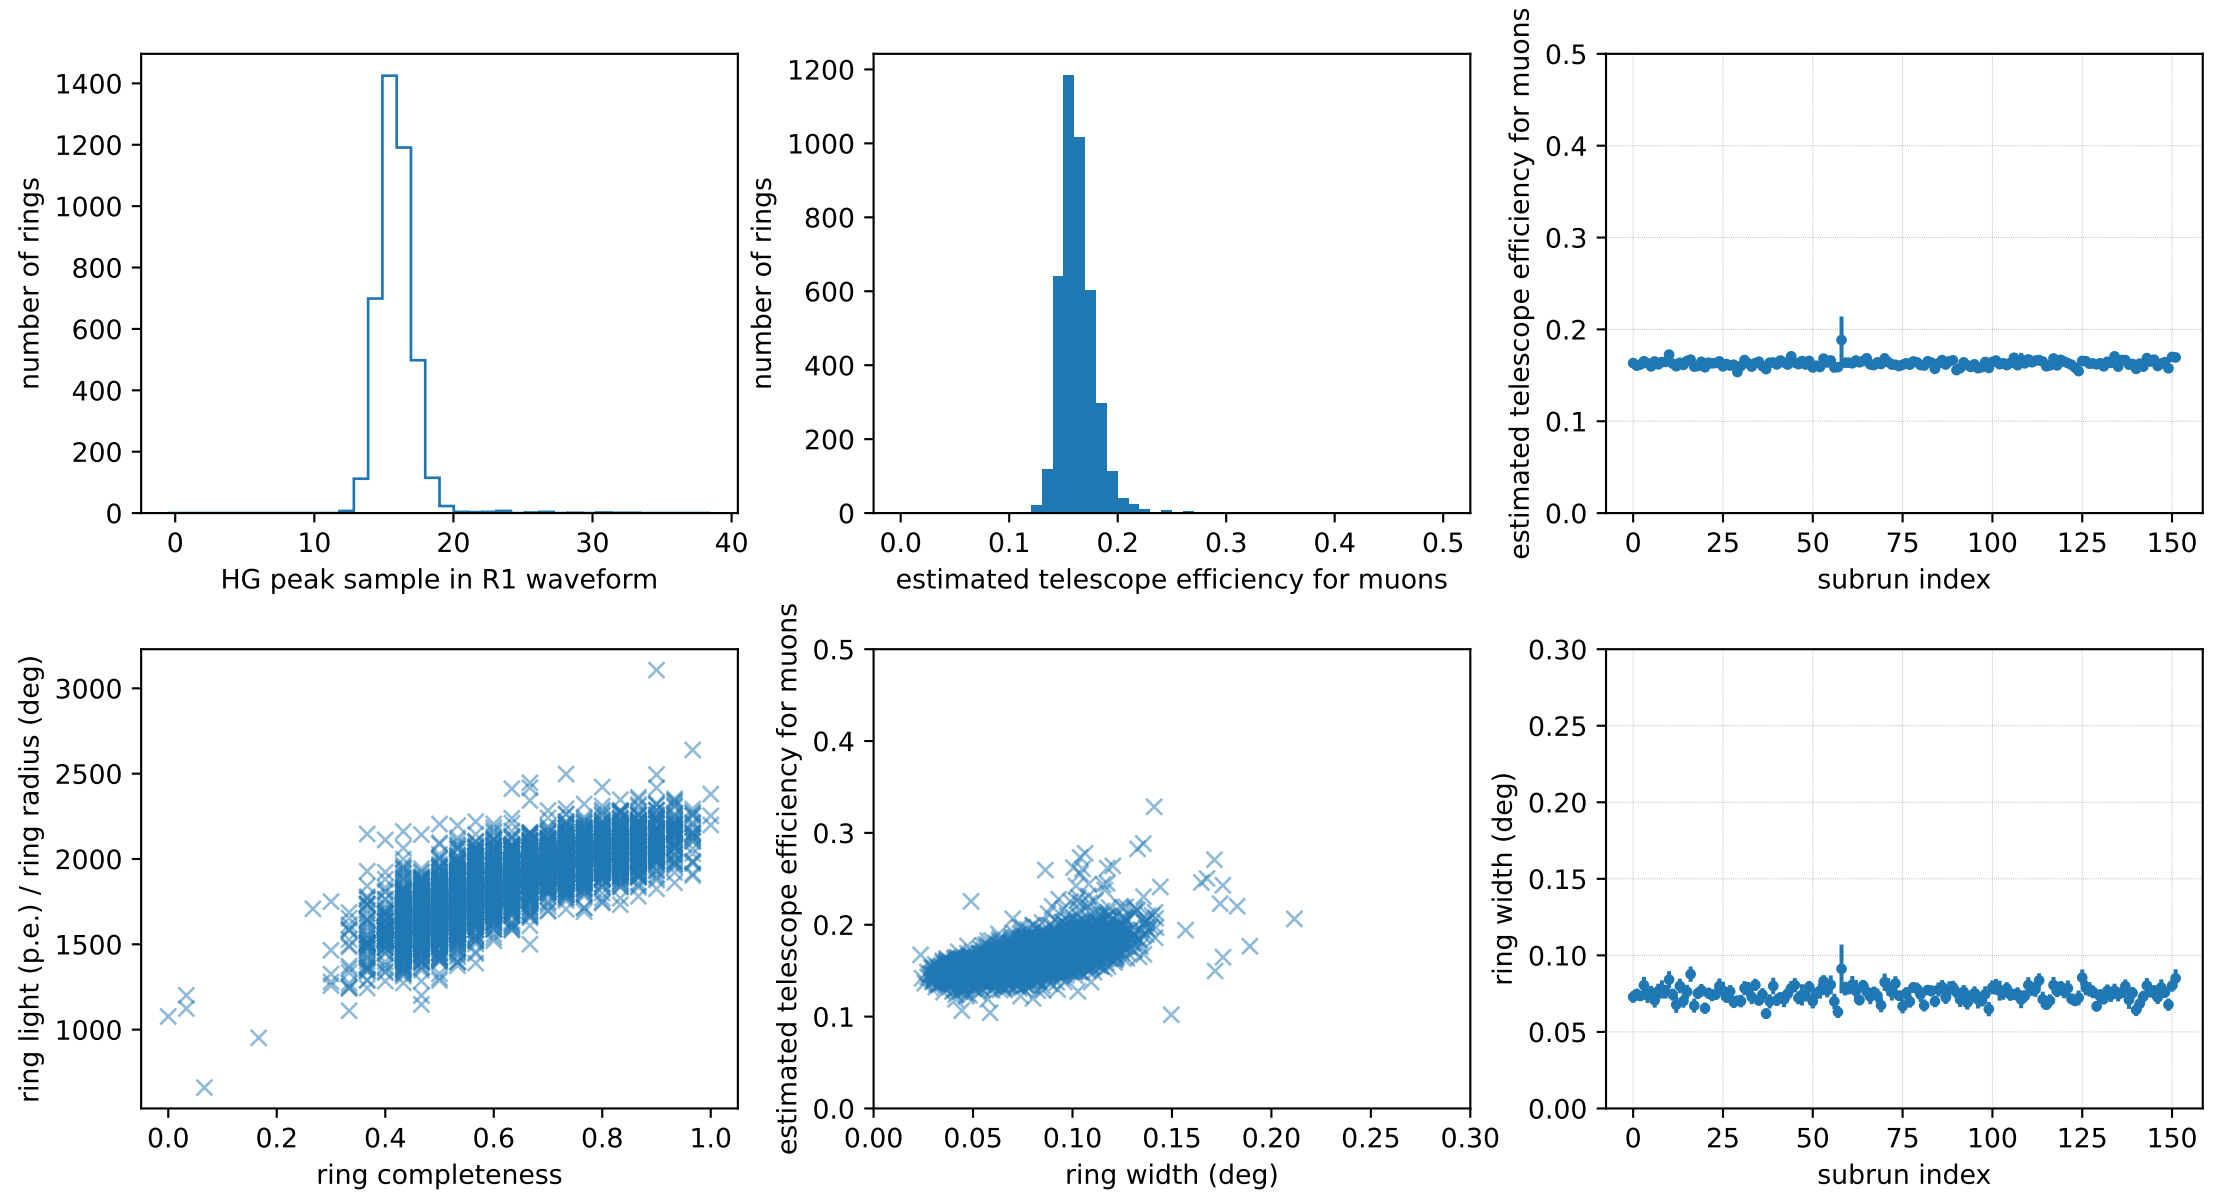 1400
1200
1000
800
600
400
200
0
number of rings
0 10 20 30 40
HG peak sample in R1 waveform
1200
1000
800
600
400
200
0
number of rings
0.0 0.1 0.2 0.3 0.4 0.5
estimated telescope efficiency for muons
0.5
0.4
0.3
0.2
0.1
0.0
estimated telescope efficiency for muons
0 25 50 75 100 125 150
subrun index
3000
2500
2000
1500
1000
ring light (p.e.) / ring radius (deg)
0.0 0.2 0.4 0.6 0.8 1.0
ring completeness
0.5
0.4
0.3
0.2
0.1
0.0
estimated telescope efficiency for muons
0.00 0.05 0.10 0.15 0.20 0.25 0.30
ring width (deg)
0.30
0.25
0.20
0.15
0.10
0.05
0.00
ring width (deg)
0 25 50 75 100 125 150
subrun index